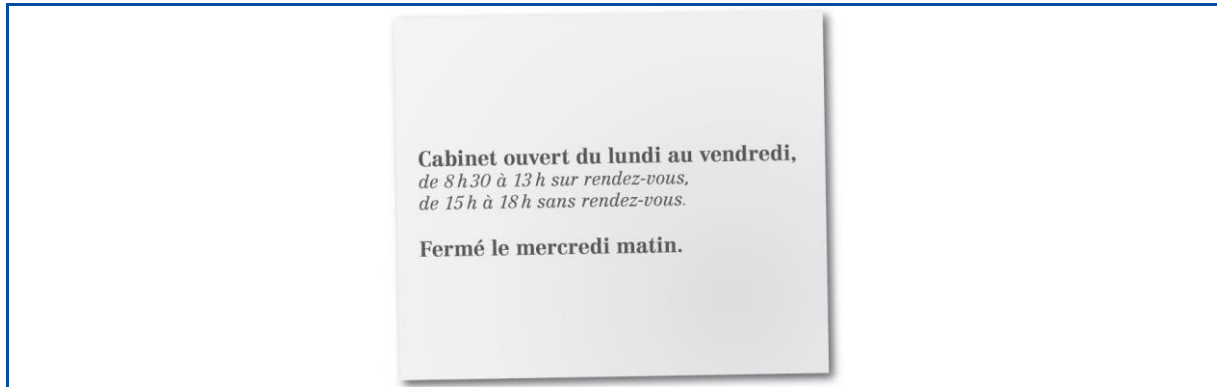 Cabinet ouvert du lundi au vendredi,
de 8 h 30 à 13 h sur rendez-vous,
de 15 h à 18 h sans rendez-vous.
Fermé le mercredi matin.